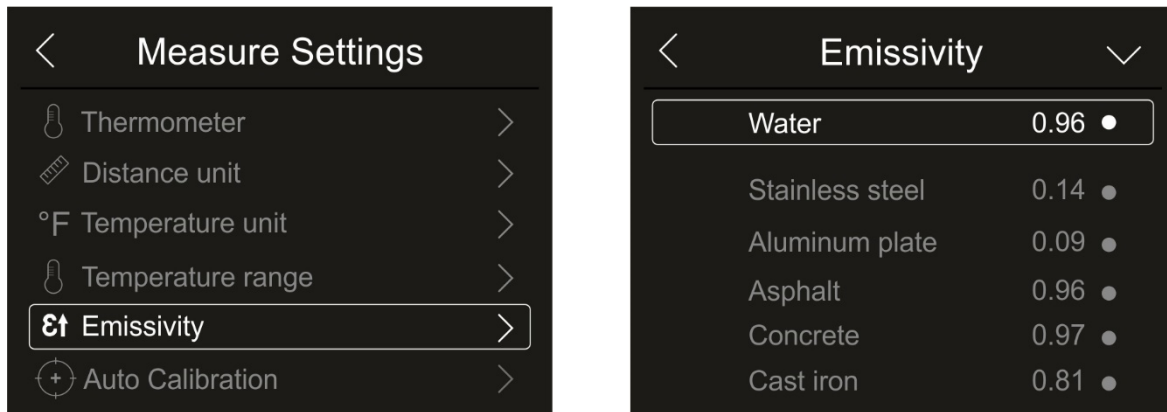 Measure Settings
Thermometer
Distance unit
°F Temperature unit
Temperature range
Ɛ↑ Emissivity
Auto Calibration
Emissivity
Water 0.96
Stainless steel 0.14
Aluminum plate 0.09
Asphalt 0.96
Concrete 0.97
Cast iron 0.81